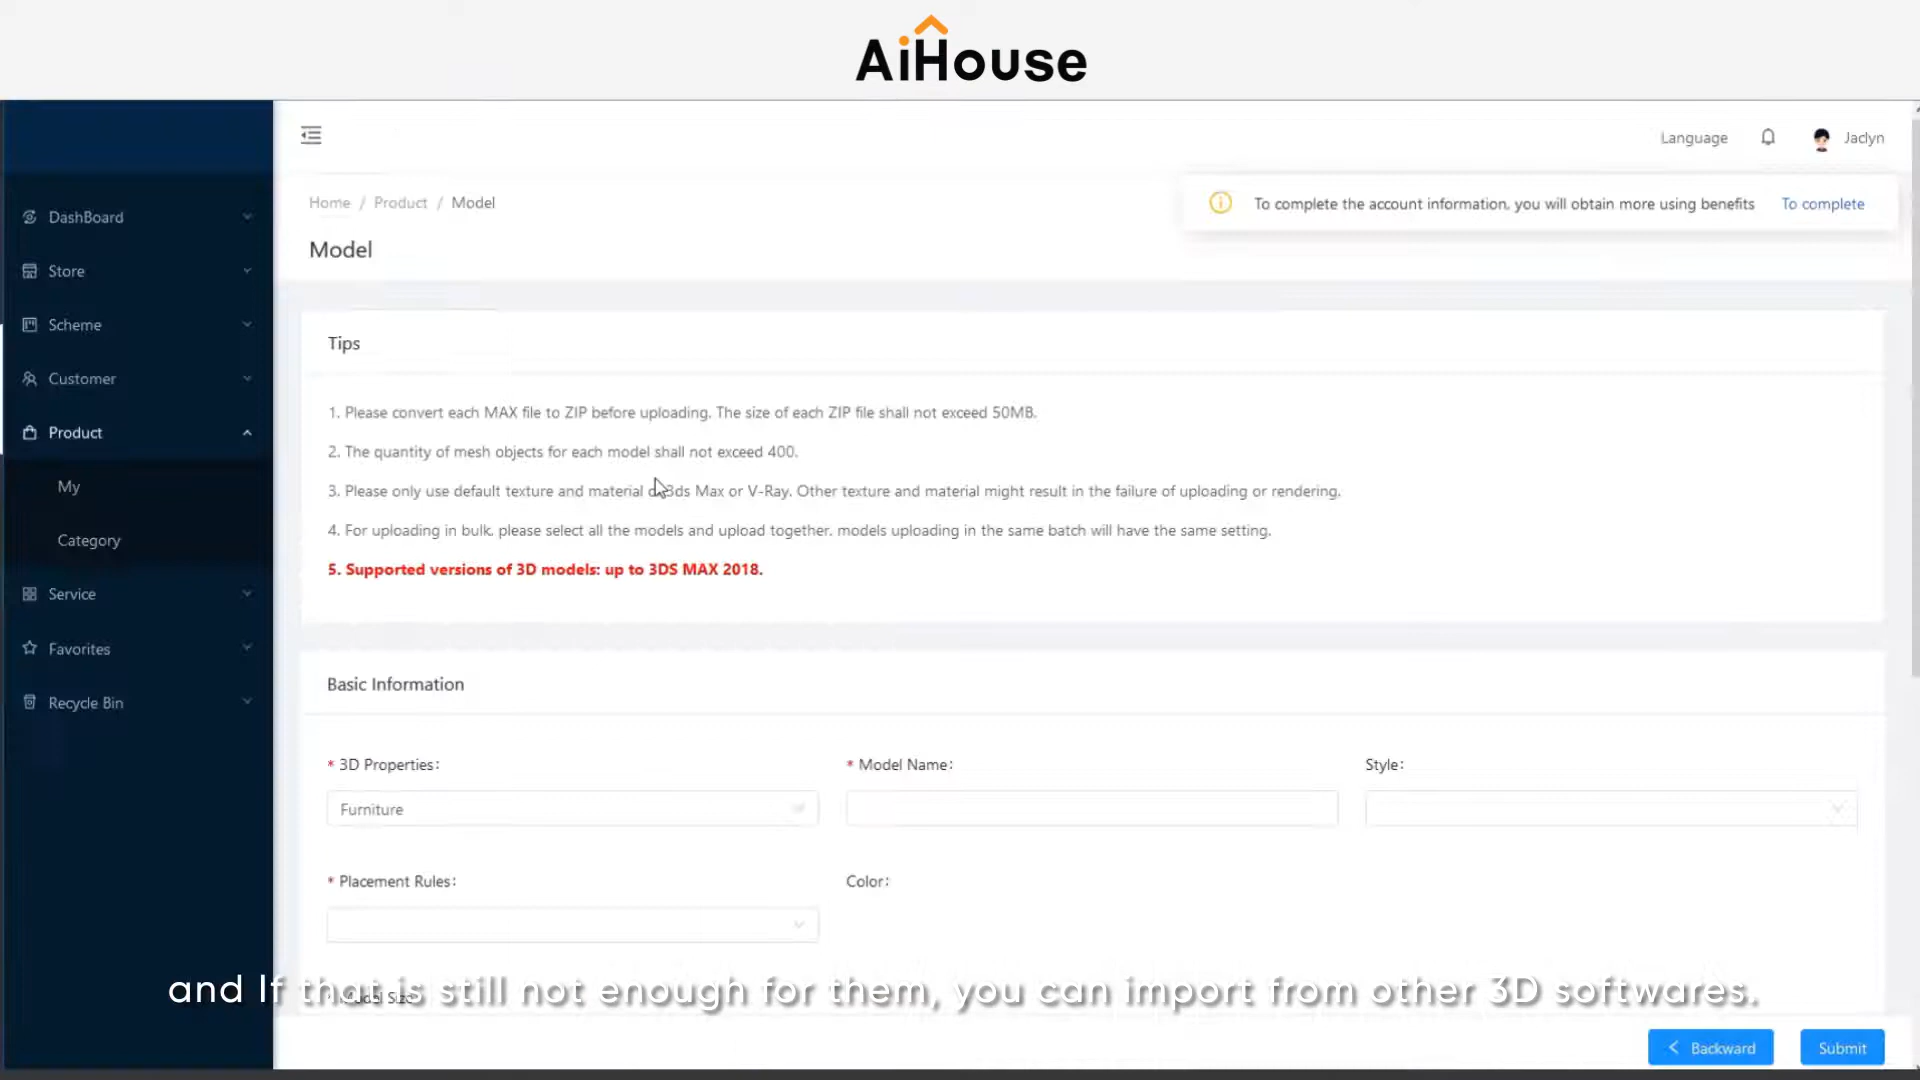 AiHouse
Language
Jaclyn
Home / Product / Model
To complete the account information, you will obtain more using benefits To complete
Model
DashBoard
Store
Scheme
Customer
Product
My
Category
Service
Favorites
Recycle Bin
Tips
1. Please convert each MAX file to ZIP before uploading. The size of each ZIP file shall not exceed 50MB.
2. The quantity of mesh objects for each model shall not exceed 400.
3. Please only use default texture and material of 3ds Max or V-Ray. Other texture and material might result in the failure of uploading or rendering.
4. For uploading in bulk, please select all the models and upload together. models uploading in the same batch will have the same setting.
5. Supported versions of 3D models: up to 3DS MAX 2018.
Basic Information
* 3D Properties:
* Model Name:
Style:
Furniture
* Placement Rules:
Color:
* Model Size
and If that is still not enough for them, you can import from other 3D softwares.
< Backward
Submit